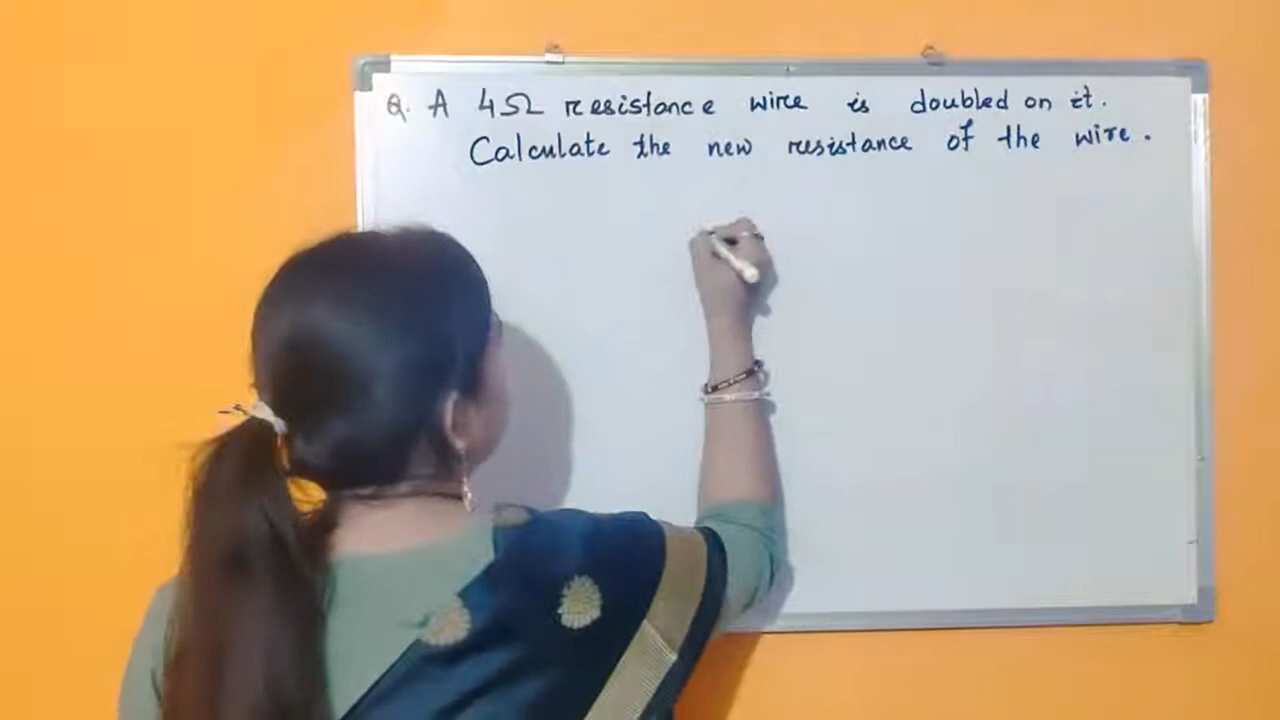 Q. A 4Ω resistance wire is doubled on it.
Calculate the new resistance of the wire.